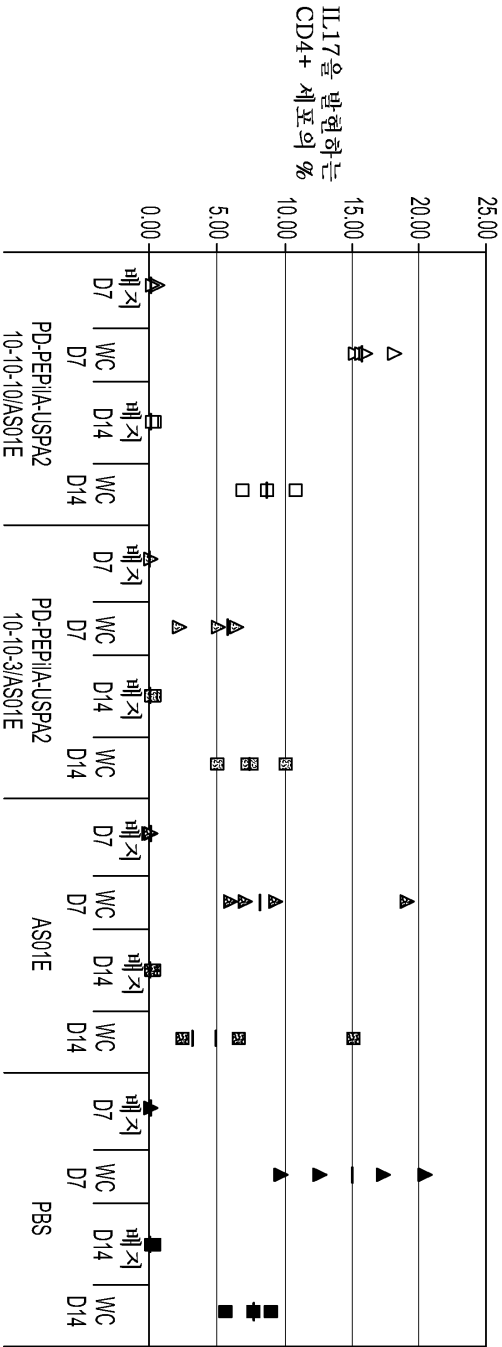 IL17을 발현하는
CD4+ 세포의 %
25.00
20.00
15.00
10.00
5.00
0.00
배지 WC 배지 WC 배지 WC 배지 WC 배지 WC 배지 WC 배지 WC 배지 WC
D7 D7 D14 D14 D7 D7 D14 D14 D7 D7 D14 D14 D7 D7 D14 D14
PD-PEPilA-USPA2 PD-PEPilA-USPA2 AS01E PBS
10-10-10/AS01E 10-10-3/AS01E